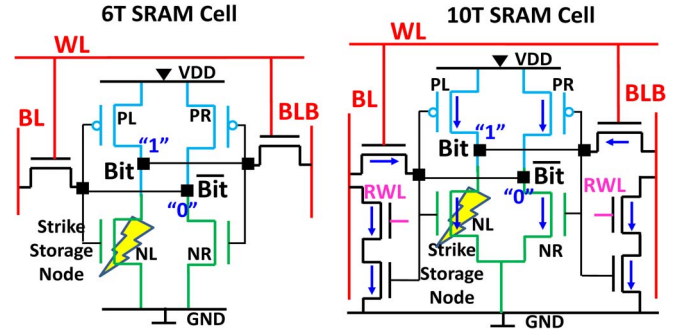 6T SRAM Cell
WL
VDD
BL
PL
PR
BLB
"1"
Bit
Bit
"0"
Strike
Storage
Node
NL
NR
GND
10T SRAM Cell
WL
VDD
BL
PL
PR
BLB
"1"
Bit
Bit
"0"
RWL
RWL
Strike
Storage
Node
NL
NR
GND